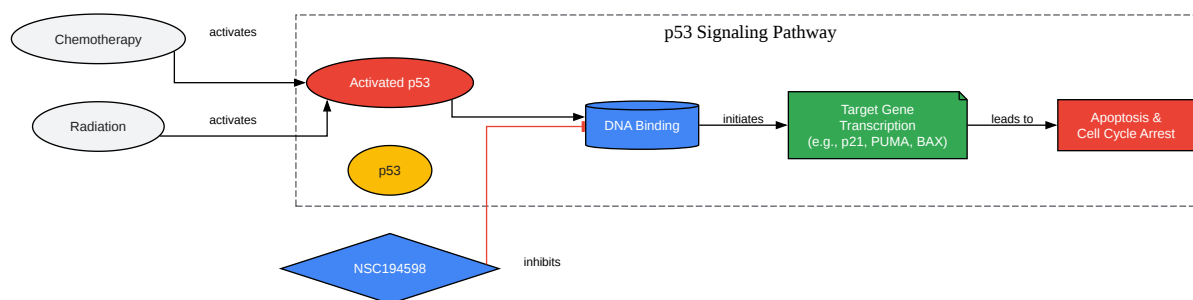 p53 Signaling Pathway
Chemotherapy
activates
Activated p53
Radiation
activates
DNA Binding
initiates
Target Gene
Transcription
(e.g., p21, PUMA, BAX)
leads to
Apoptosis &
Cell Cycle Arrest
p53
NSC194598
inhibits